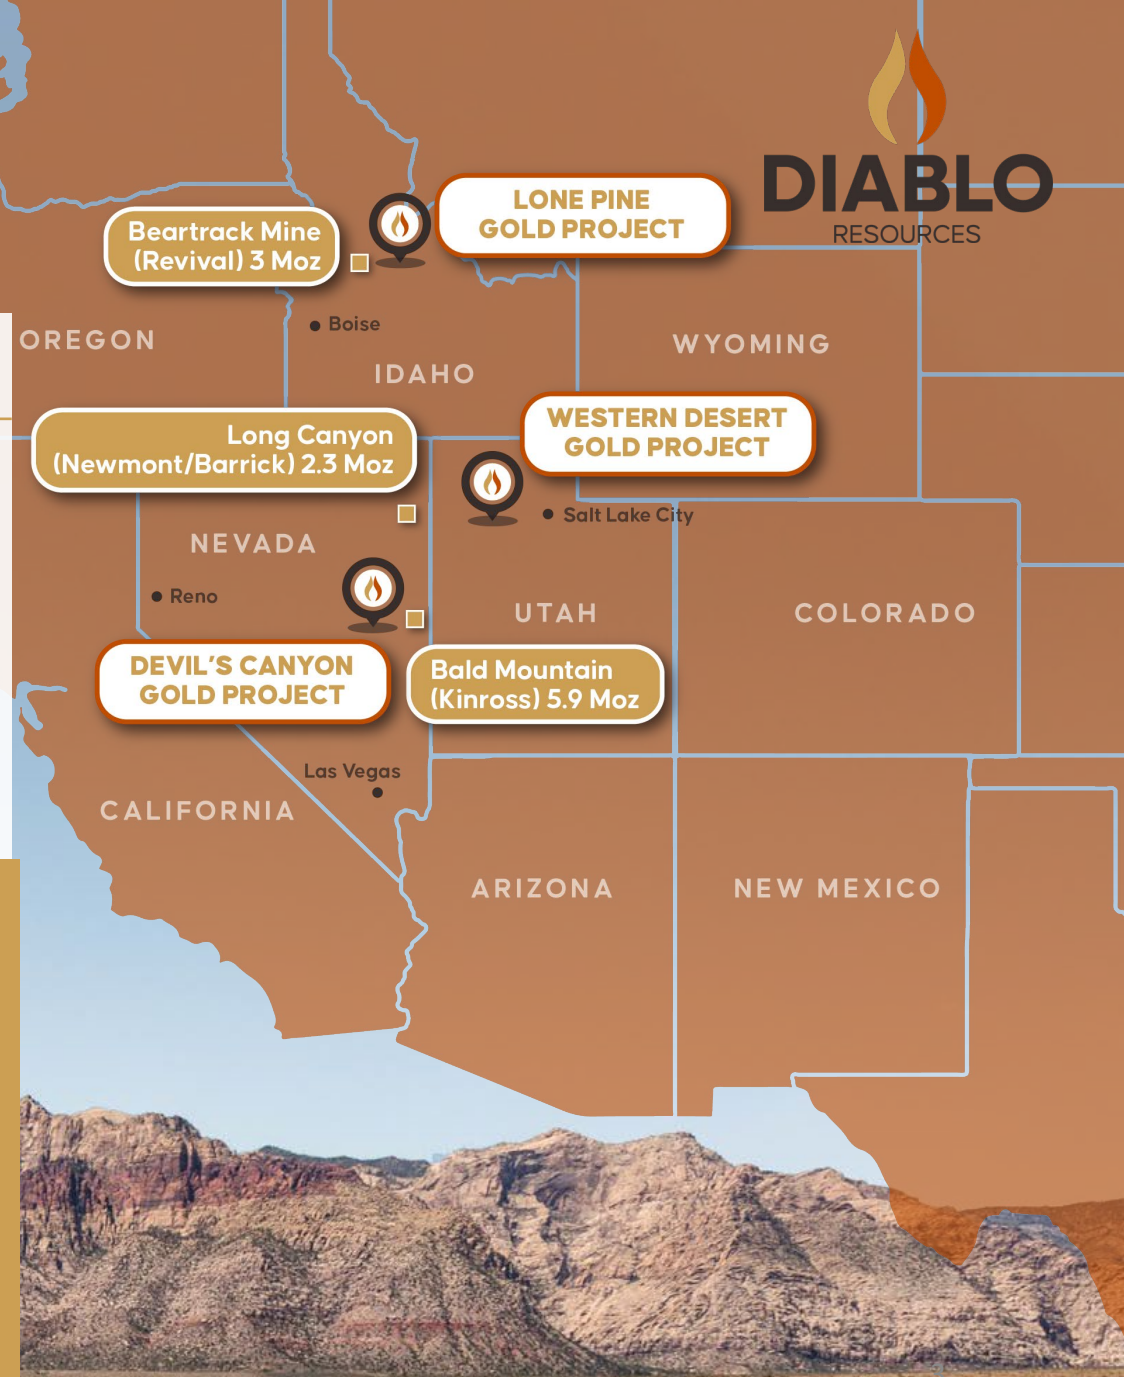 DIABLO
RESOURCES
LONE PINE
GOLD PROJECT
Beartrack Mine
(Revival) 3 Moz
Boise
OREGON
WYOMING
IDAHO
WESTERN DESERT
GOLD PROJECT
Long Canyon
(Newmont/Barrick) 2.3 Moz
Salt Lake City
NEVADA
Reno
UTAH
COLORADO
DEVIL'S CANYON
GOLD PROJECT
Bald Mountain
(Kinross) 5.9 Moz
Las Vegas
CALIFORNIA
ARIZONA
NEW MEXICO